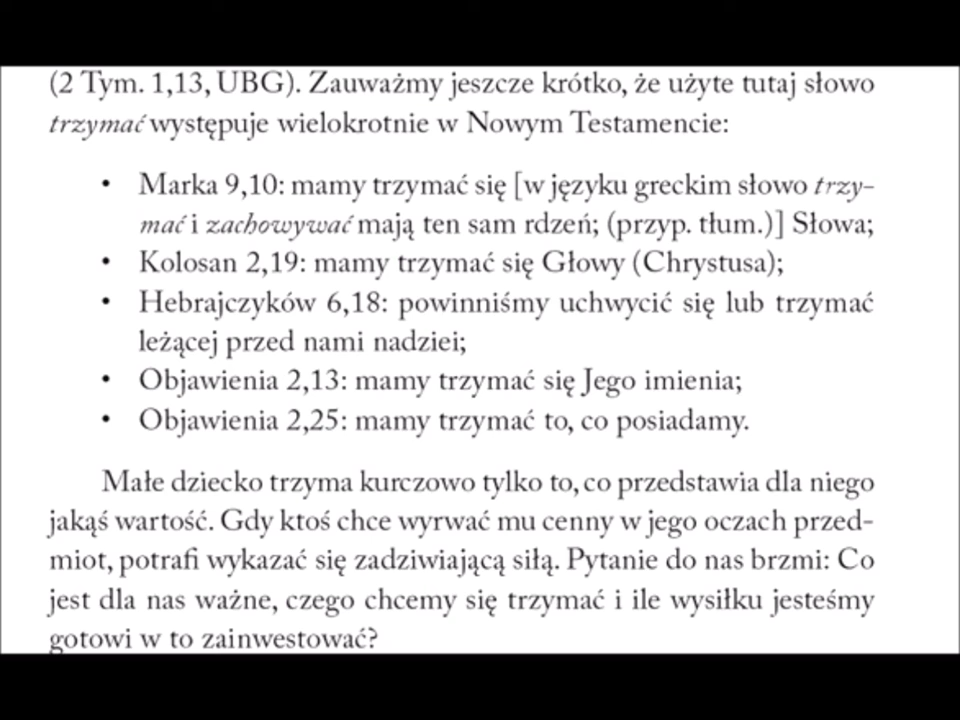 (2 Tym. 1,13, UBG). Zauważmy jeszcze krótko, że użyte tutaj słowo
trzymać występuje wielokrotnie w Nowym Testamencie:
• Marka 9,10: mamy trzymać się [w języku greckim słowo trzy-
mać i zachowywać mają ten sam rdzeń; (przyp. tłum.)] Słowa;
• Kolosan 2,19: mamy trzymać się Głowy (Chrystusa);
• Hebrajczyków 6,18: powinniśmy uchwycić się lub trzymać
leżącej przed nami nadziei;
• Objawienia 2,13: mamy trzymać się Jego imienia;
• Objawienia 2,25: mamy trzymać to, co posiadamy.
Małe dziecko trzyma kurczowo tylko to, co przedstawia dla niego
jakąś wartość. Gdy ktoś chce wyrwać mu cenny w jego oczach przed-
miot, potrafi wykazać się zadziwiającą siłą. Pytanie do nas brzmi: Co
jest dla nas ważne, czego chcemy się trzymać i ile wysiłku jesteśmy
gotowi w to zainwestować?